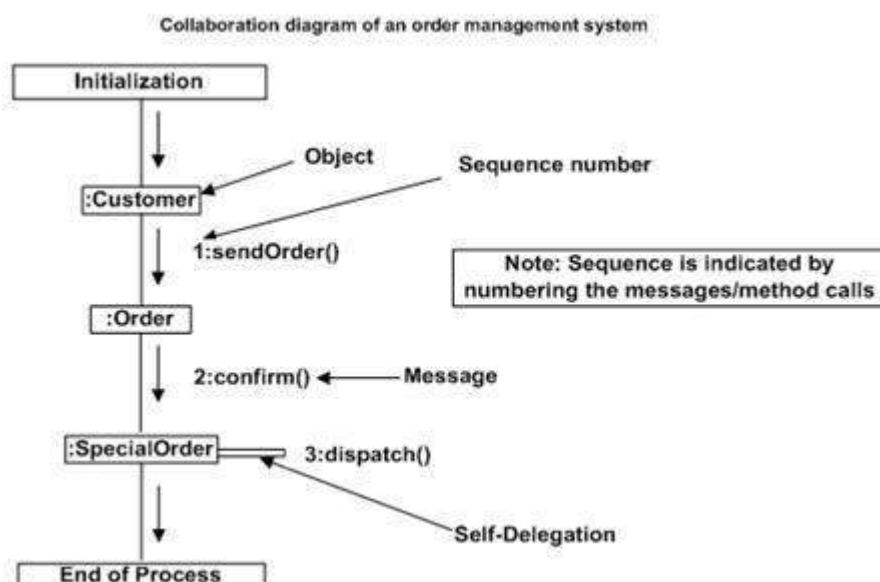 Collaboration diagram of an order management system
Initialization
Object
Sequence number
:Customer
1:sendOrder()
Note: Sequence is indicated by
numbering the messages/method calls
:Order
2:confirm()
Message
:SpecialOrder
3:dispatch()
Self-Delegation
End of Process